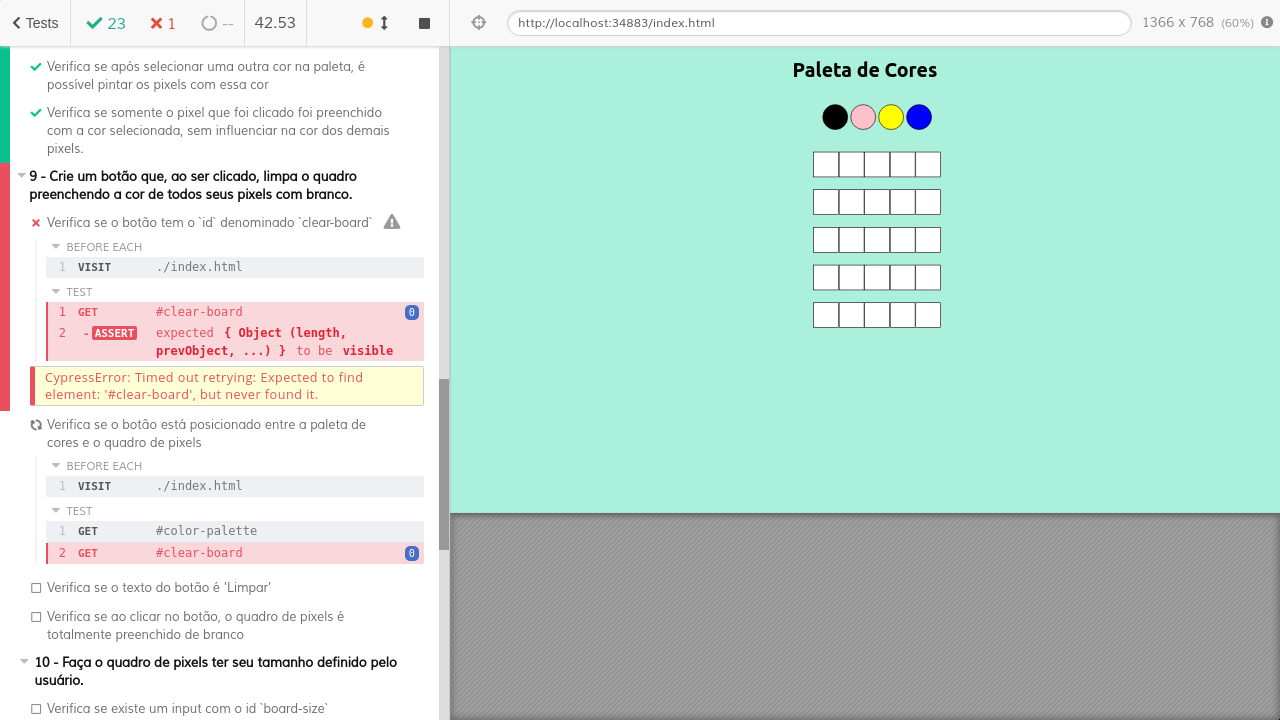 Tests
23
1
--
42.53
http://localhost:34883/index.html
1366 x 768 (60%)
Verifica se após selecionar uma outra cor na paleta, é
possível pintar os pixels com essa cor
Verifica se somente o pixel que foi clicado foi preenchido
com a cor selecionada, sem influenciar na cor dos demais
pixels.
9 - Crie um botão que, ao ser clicado, limpa o quadro
preenchendo a cor de todos seus pixels com branco.
Verifica se o botão tem o `id` denominado `clear-board`
BEFORE EACH
1 VISIT ./index.html
TEST
1 GET #clear-board 0
2 -ASSERT expected { Object (length,
prevObject, ...) } to be visible
CypressError: Timed out retrying: Expected to find
element: '#clear-board', but never found it.
Verifica se o botão está posicionado entre a paleta de
cores e o quadro de pixels
BEFORE EACH
1 VISIT ./index.html
TEST
1 GET #color-palette
2 GET #clear-board 0
Verifica se o texto do botão é 'Limpar'
Verifica se ao clicar no botão, o quadro de pixels é
totalmente preenchido de branco
10 - Faça o quadro de pixels ter seu tamanho definido pelo
usuário.
Verifica se existe um input com o id `board-size`
Paleta de Cores